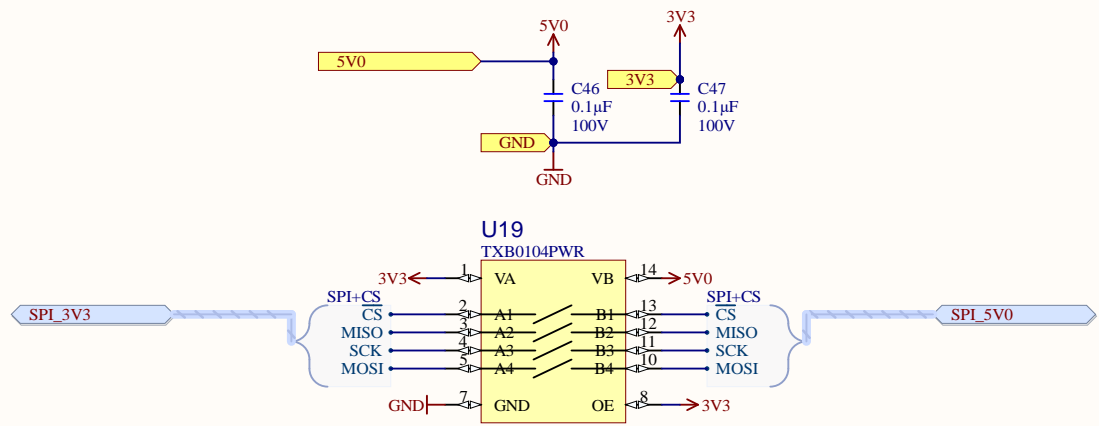 5V0
3V3
5V0
3V3
C46
0.1µF
100V
C47
0.1µF
100V
GND
GND
U19
TXB0104PWR
3V3
1
VA
VB
14
5V0
SPI+CS
SPI+CS
SPI_3V3
CS
2
A1
B1
13
CS
SPI_5V0
MISO
3
A2
B2
12
MISO
SCK
4
A3
B3
11
SCK
MOSI
5
A4
B4
10
MOSI
GND
7
GND
OE
8
3V3